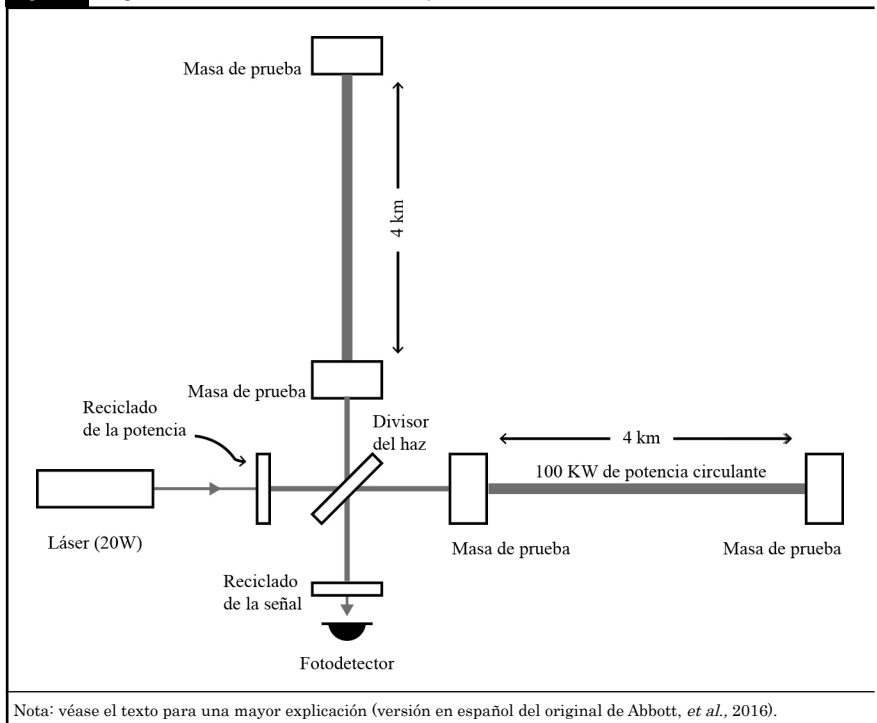 Masa de prueba
4 km
Masa de prueba
Reciclado
de la potencia
Divisor
del haz
4 km
100 KW de potencia circulante
Láser (20W)
Masa de prueba
Masa de prueba
Reciclado
de la señal
Fotodetector
Nota: véase el texto para una mayor explicación (versión en español del original de Abbott, et al., 2016).